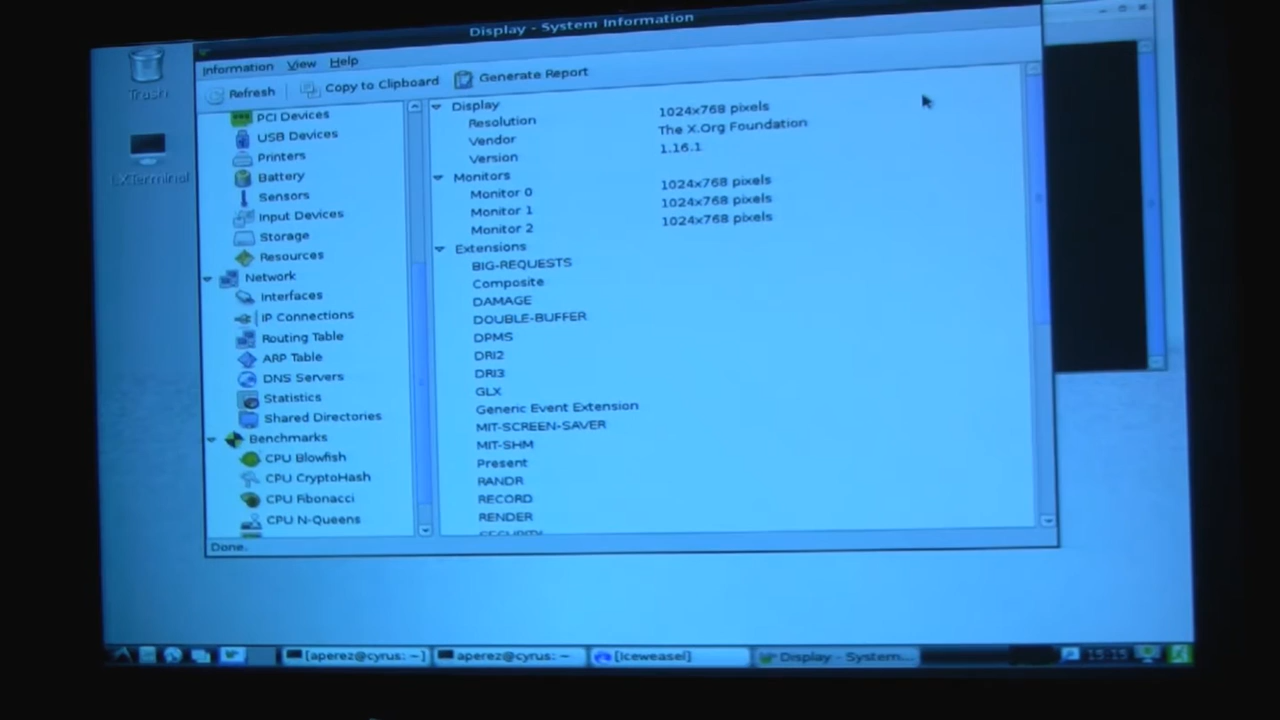 Display - System Information
Information View Help
Refresh Copy to Clipboard Generate Report
Trash
LXTerminal
PCI Devices
USB Devices
Printers
Battery
Sensors
Input Devices
Storage
Resources
Network
Interfaces
IP Connections
Routing Table
ARP Table
DNS Servers
Statistics
Shared Directories
Benchmarks
CPU Blowfish
CPU CryptoHash
CPU Fibonacci
CPU N-Queens
Display
Resolution 1024x768 pixels
Vendor The X.Org Foundation
Version 1.16.1
Monitors
Monitor 0 1024x768 pixels
Monitor 1 1024x768 pixels
Monitor 2 1024x768 pixels
Extensions
BIG-REQUESTS
Composite
DAMAGE
DOUBLE-BUFFER
DPMS
DRI2
DRI3
GLX
Generic Event Extension
MIT-SCREEN-SAVER
MIT-SHM
Present
RANDR
RECORD
RENDER
SECURITY
Done.
[aperez@cyrus: ~] aperez@cyrus: ~ [Iceweasel] Display - System... 15:15